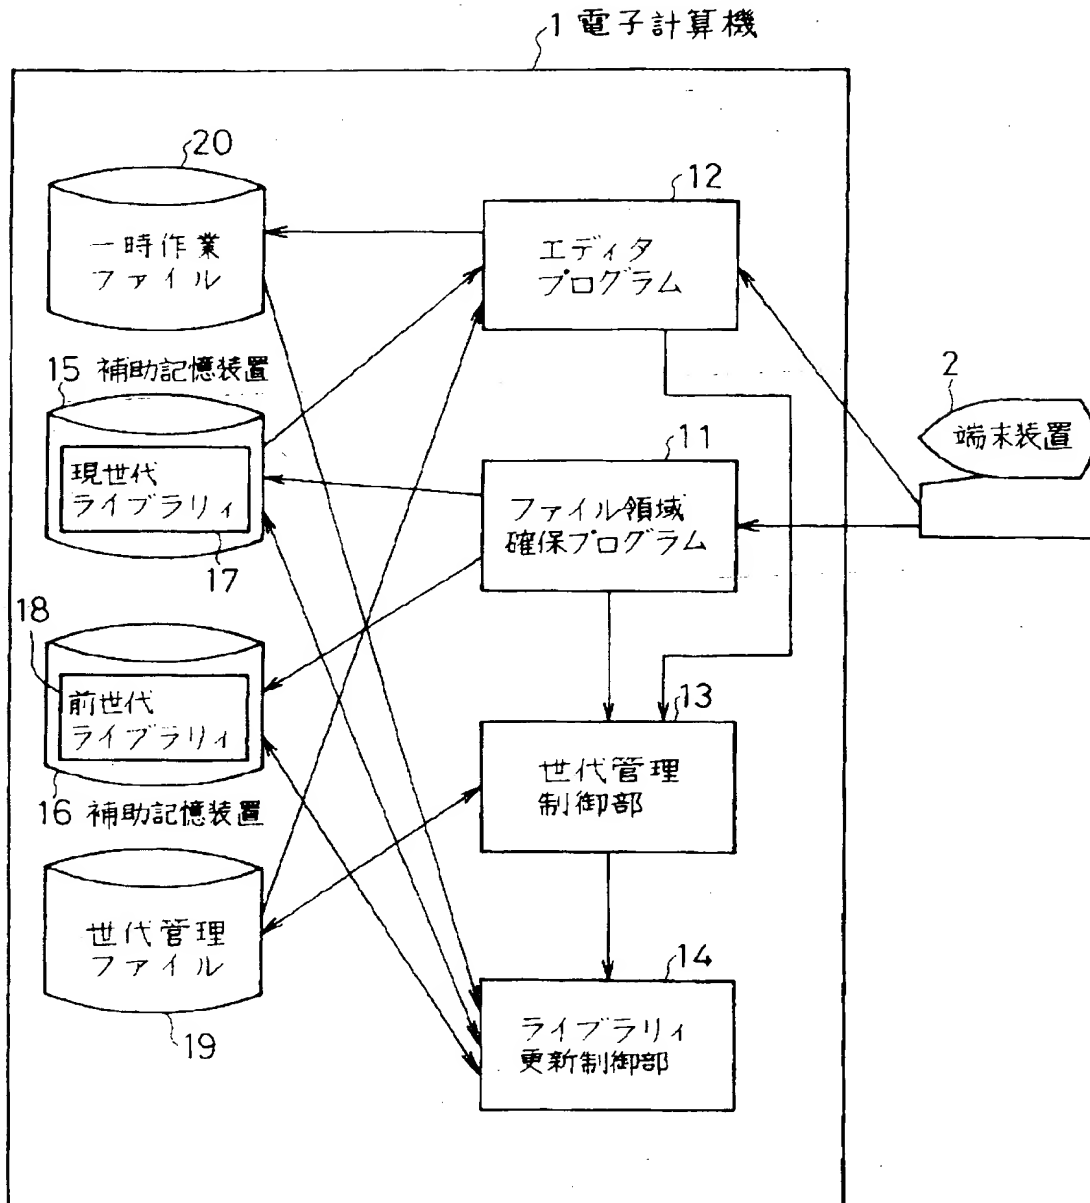 1 電子計算機
20
一時作業
ファイル
12
エディタ
プログラム
15 補助記憶装置
現世代
ライブラリィ
17
2
端末装置
11
ファイル領域
確保プログラム
18
前世代
ライブラリィ
16 補助記憶装置
13
世代管理
制御部
世代管理
ファイル
19
14
ライブラリィ
更新制御部